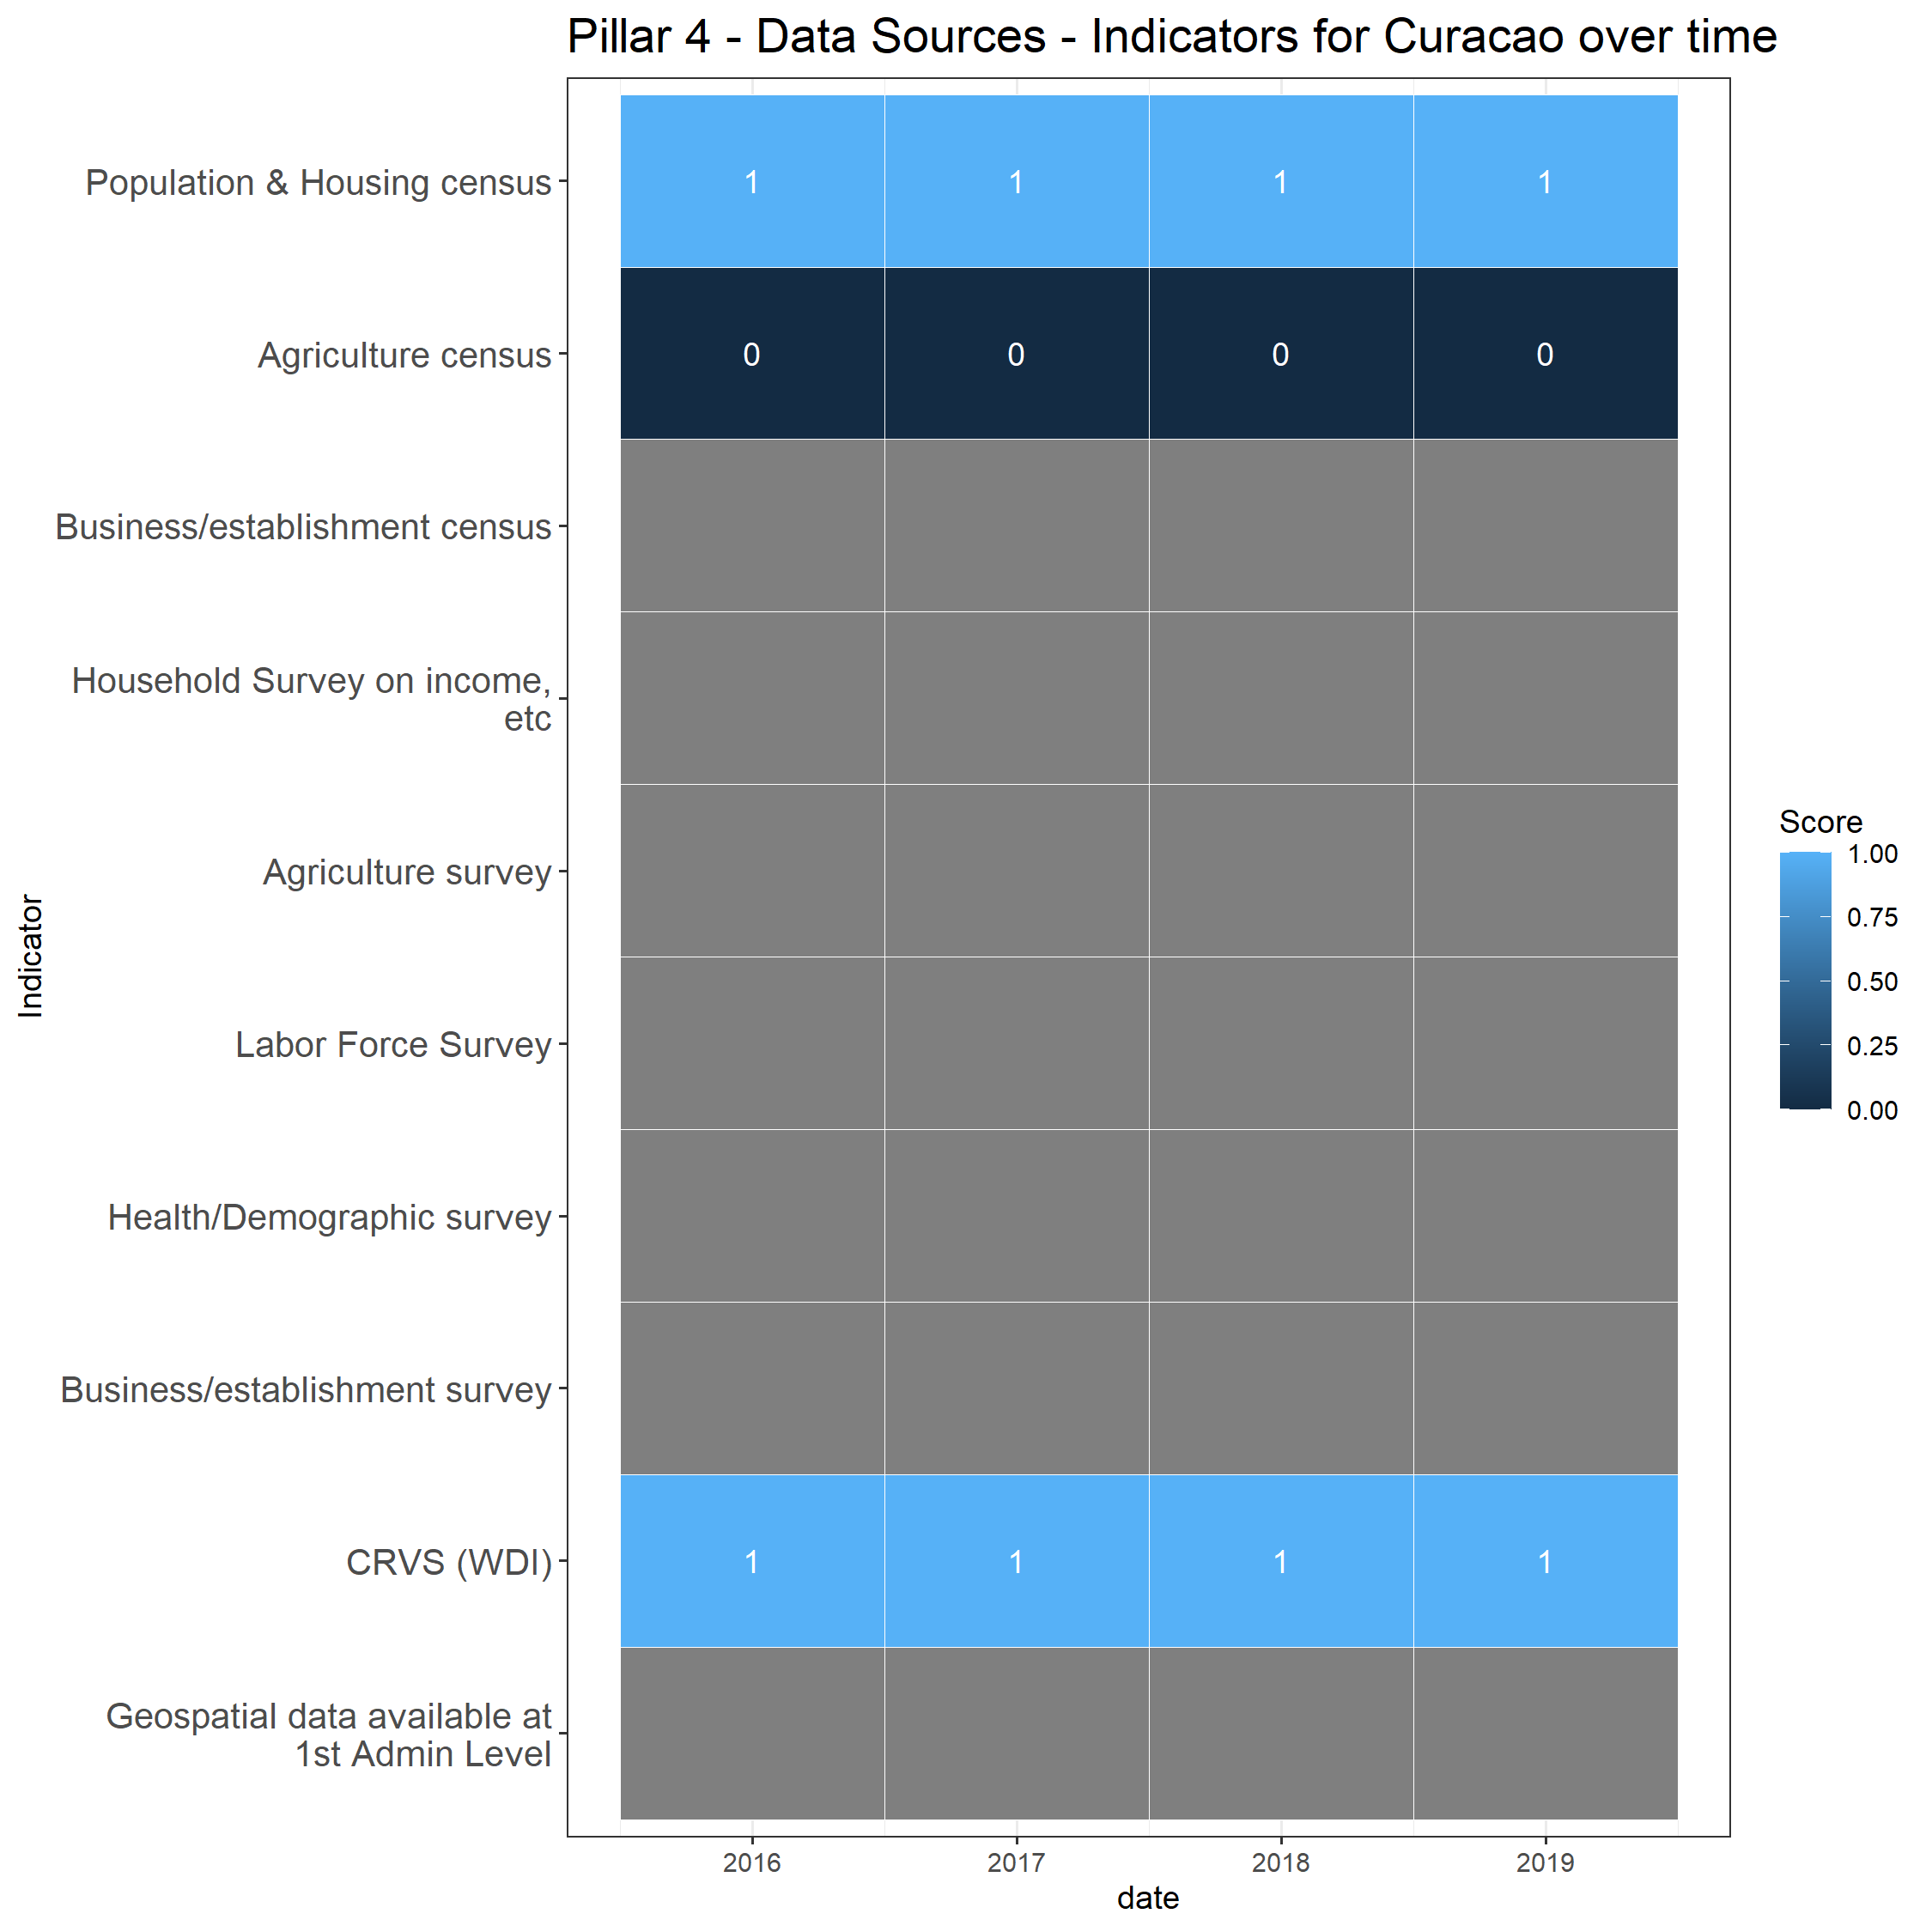 Pillar 4 - Data Sources - Indicators for Curacao over time
Population & Housing census
1 1 1 1
Agriculture census
0 0 0 0
Business/establishment census
Household Survey on income,
etc
Agriculture survey
Labor Force Survey
Health/Demographic survey
Business/establishment survey
CRVS (WDI)
1 1 1 1
Geospatial data available at
1st Admin Level
Indicator
2016 2017 2018 2019
date
Score
1.00
0.75
0.50
0.25
0.00